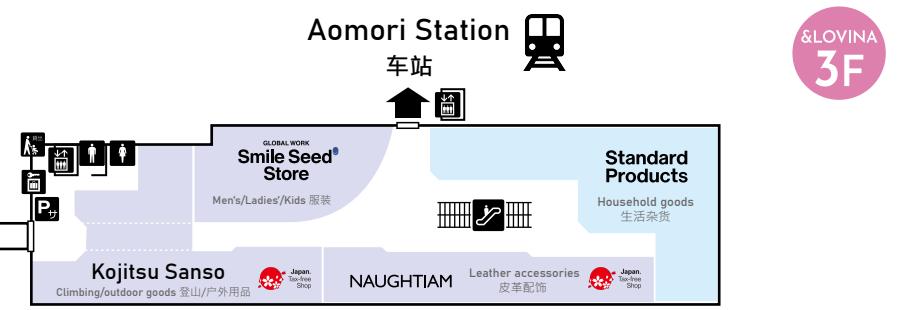 Aomori Station
车站
&LOVINA
3F
GLOBAL WORK
Smile Seed
Store
Men's/Ladies'/Kids 服装
Standard
Products
Household goods
生活杂货
P
サ
Kojitsu Sanso
Climbing/outdoor goods 登山/户外用品
Japan.
Tax-free
Shop
NAUGHTIAM
Leather accessories
皮革配饰
Japan.
Tax-free
Shop